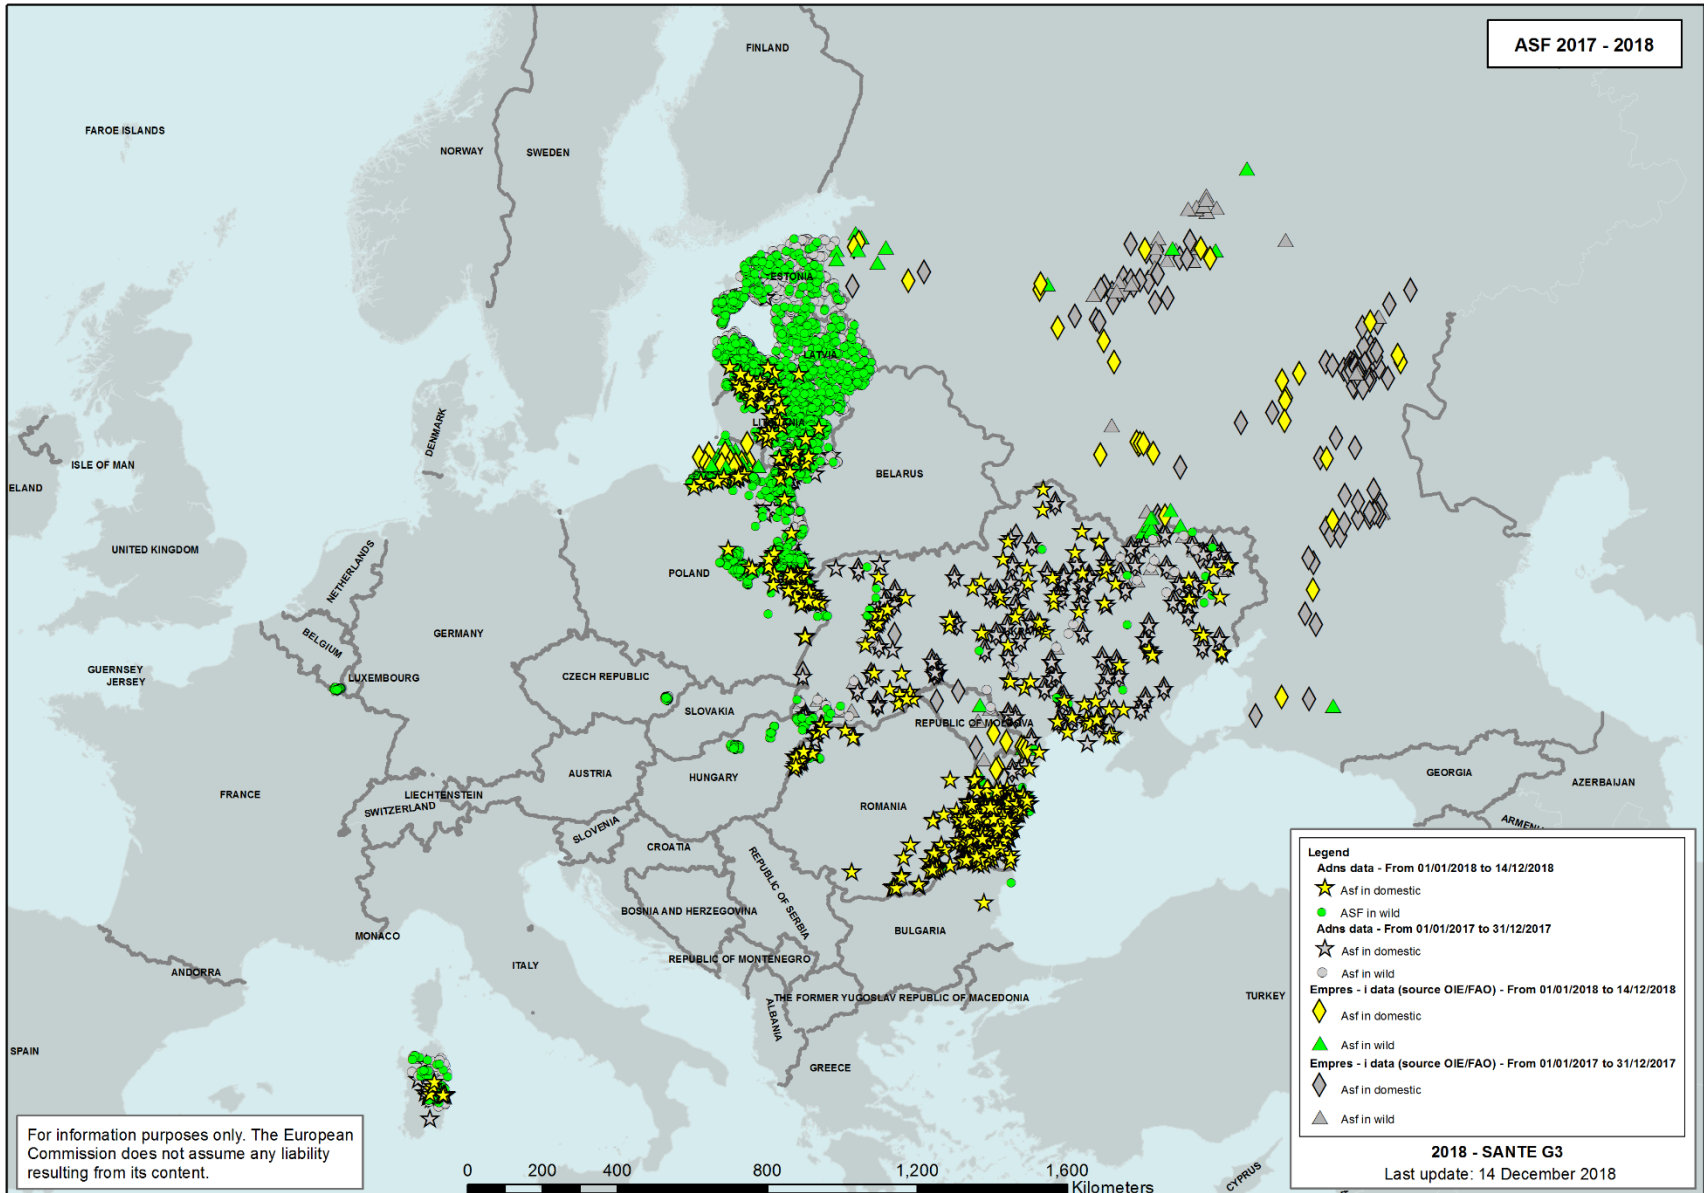 ASF 2017 - 2018
FINLAND
FAROE ISLANDS
NORWAY
SWEDEN
ESTONIA
LATVIA
DENMARK
LITHUANIA
ISLE OF MAN
ELAND
BELARUS
UNITED KINGDOM
NETHERLANDS
POLAND
BELGIUM
GERMANY
GUERNSEY
JERSEY
LUXEMBOURG
CZECH REPUBLIC
SLOVAKIA
REPUBLIC OF MOLDOVA
AUSTRIA
HUNGARY
FRANCE
LIECHTENSTEIN
SWITZERLAND
SLOVENIA
ROMANIA
GEORGIA
AZERBAIJAN
CROATIA
REPUBLIC OF SERBIA
BOSNIA AND HERZEGOVINA
MONACO
BULGARIA
ANDORRA
ITALY
REPUBLIC OF MONTENEGRO
ALBANIA
THE FORMER YUGOSLAV REPUBLIC OF MACEDONIA
TURKEY
SPAIN
GREECE
CYPRUS
Legend
Adns data - From 01/01/2018 to 14/12/2018
Asf in domestic
ASF in wild
Adns data - From 01/01/2017 to 31/12/2017
Asf in domestic
Asf in wild
Empres - i data (source OIE/FAO) - From 01/01/2018 to 14/12/2018
Asf in domestic
Asf in wild
Empres - i data (source OIE/FAO) - From 01/01/2017 to 31/12/2017
Asf in domestic
Asf in wild
2018 - SANTE G3
Last update: 14 December 2018
For information purposes only. The European
Commission does not assume any liability
resulting from its content.
0 200 400 800 1,200 1,600
Kilometers